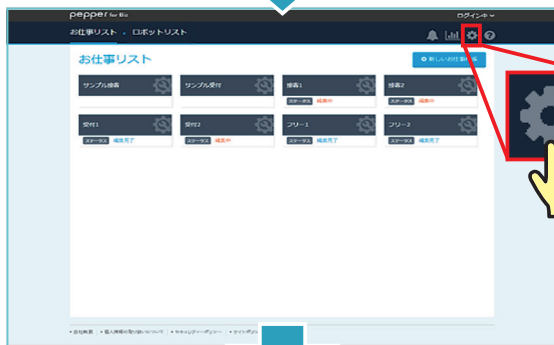 pepper for Biz
ログイン中
お仕事リスト ロボットリスト
お仕事リスト
新しいお仕事
サンプル接客 サンプル受付 接客1 接客2
ステータス 編集中 ステータス 編集中
受付1 受付2 フリー1 フリー2
ステータス 編集完了 ステータス 編集中 ステータス 編集完了 ステータス 編集完了
会社概要 個人情報の取り扱いについて セキュリティーポリシー